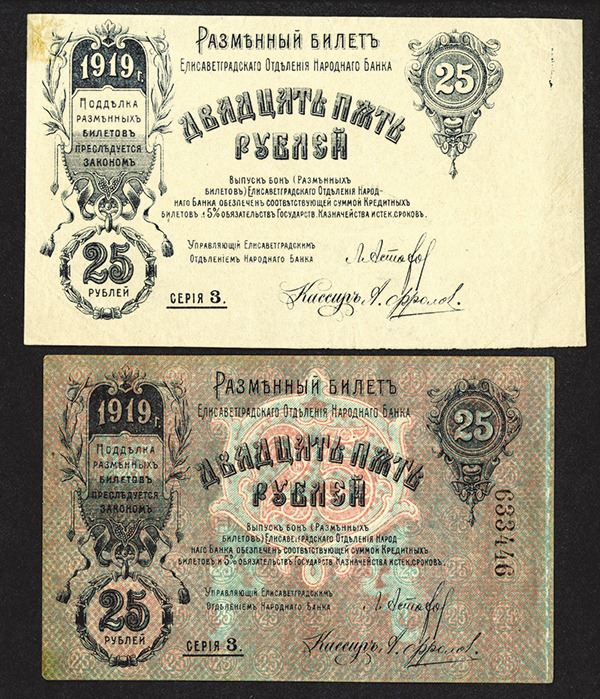 1919 г.
Поддѣлка
размѣнныхъ
билетовъ
преслѣдуется
закономъ
25
рублей
Размѣнный билетъ
Елисаветградскаго Отдѣленія Народнаго Банка
25
Двадцать пять
рублей
Выпускъ бонъ (Размѣнныхъ
билетовъ) Елисаветградскаго Отдѣленія Народ-
наго Банка обезпеченъ соотвѣтствующей суммой Кредитныхъ
билетовъ и 5% обязательствъ Государств. Казначейства истек. сроковъ.
Управляющій Елисаветградскимъ
Отдѣленіемъ Народнаго Банка
Серія 3.
Кассиръ, А. Фролов.
1919 г.
Поддѣлка
размѣнныхъ
билетовъ
преслѣдуется
закономъ
25
рублей
Размѣнный билетъ
Елисаветградскаго Отдѣленія Народнаго Банка
25
Двадцать пять
рублей
Выпускъ бонъ (Размѣнныхъ
билетовъ) Елисаветградскаго Отдѣленія Народ
наго Банка обезпеченъ соотвѣтствующей суммой Кредитныхъ
билетовъ и 5% обязательствъ Государств Казначейства истек. сроковъ.
Управляющій Елисаветградскимъ
Отдѣленіемъ Народнаго Банка
Серія 3.
Кассиръ, А. Фролов.
633446